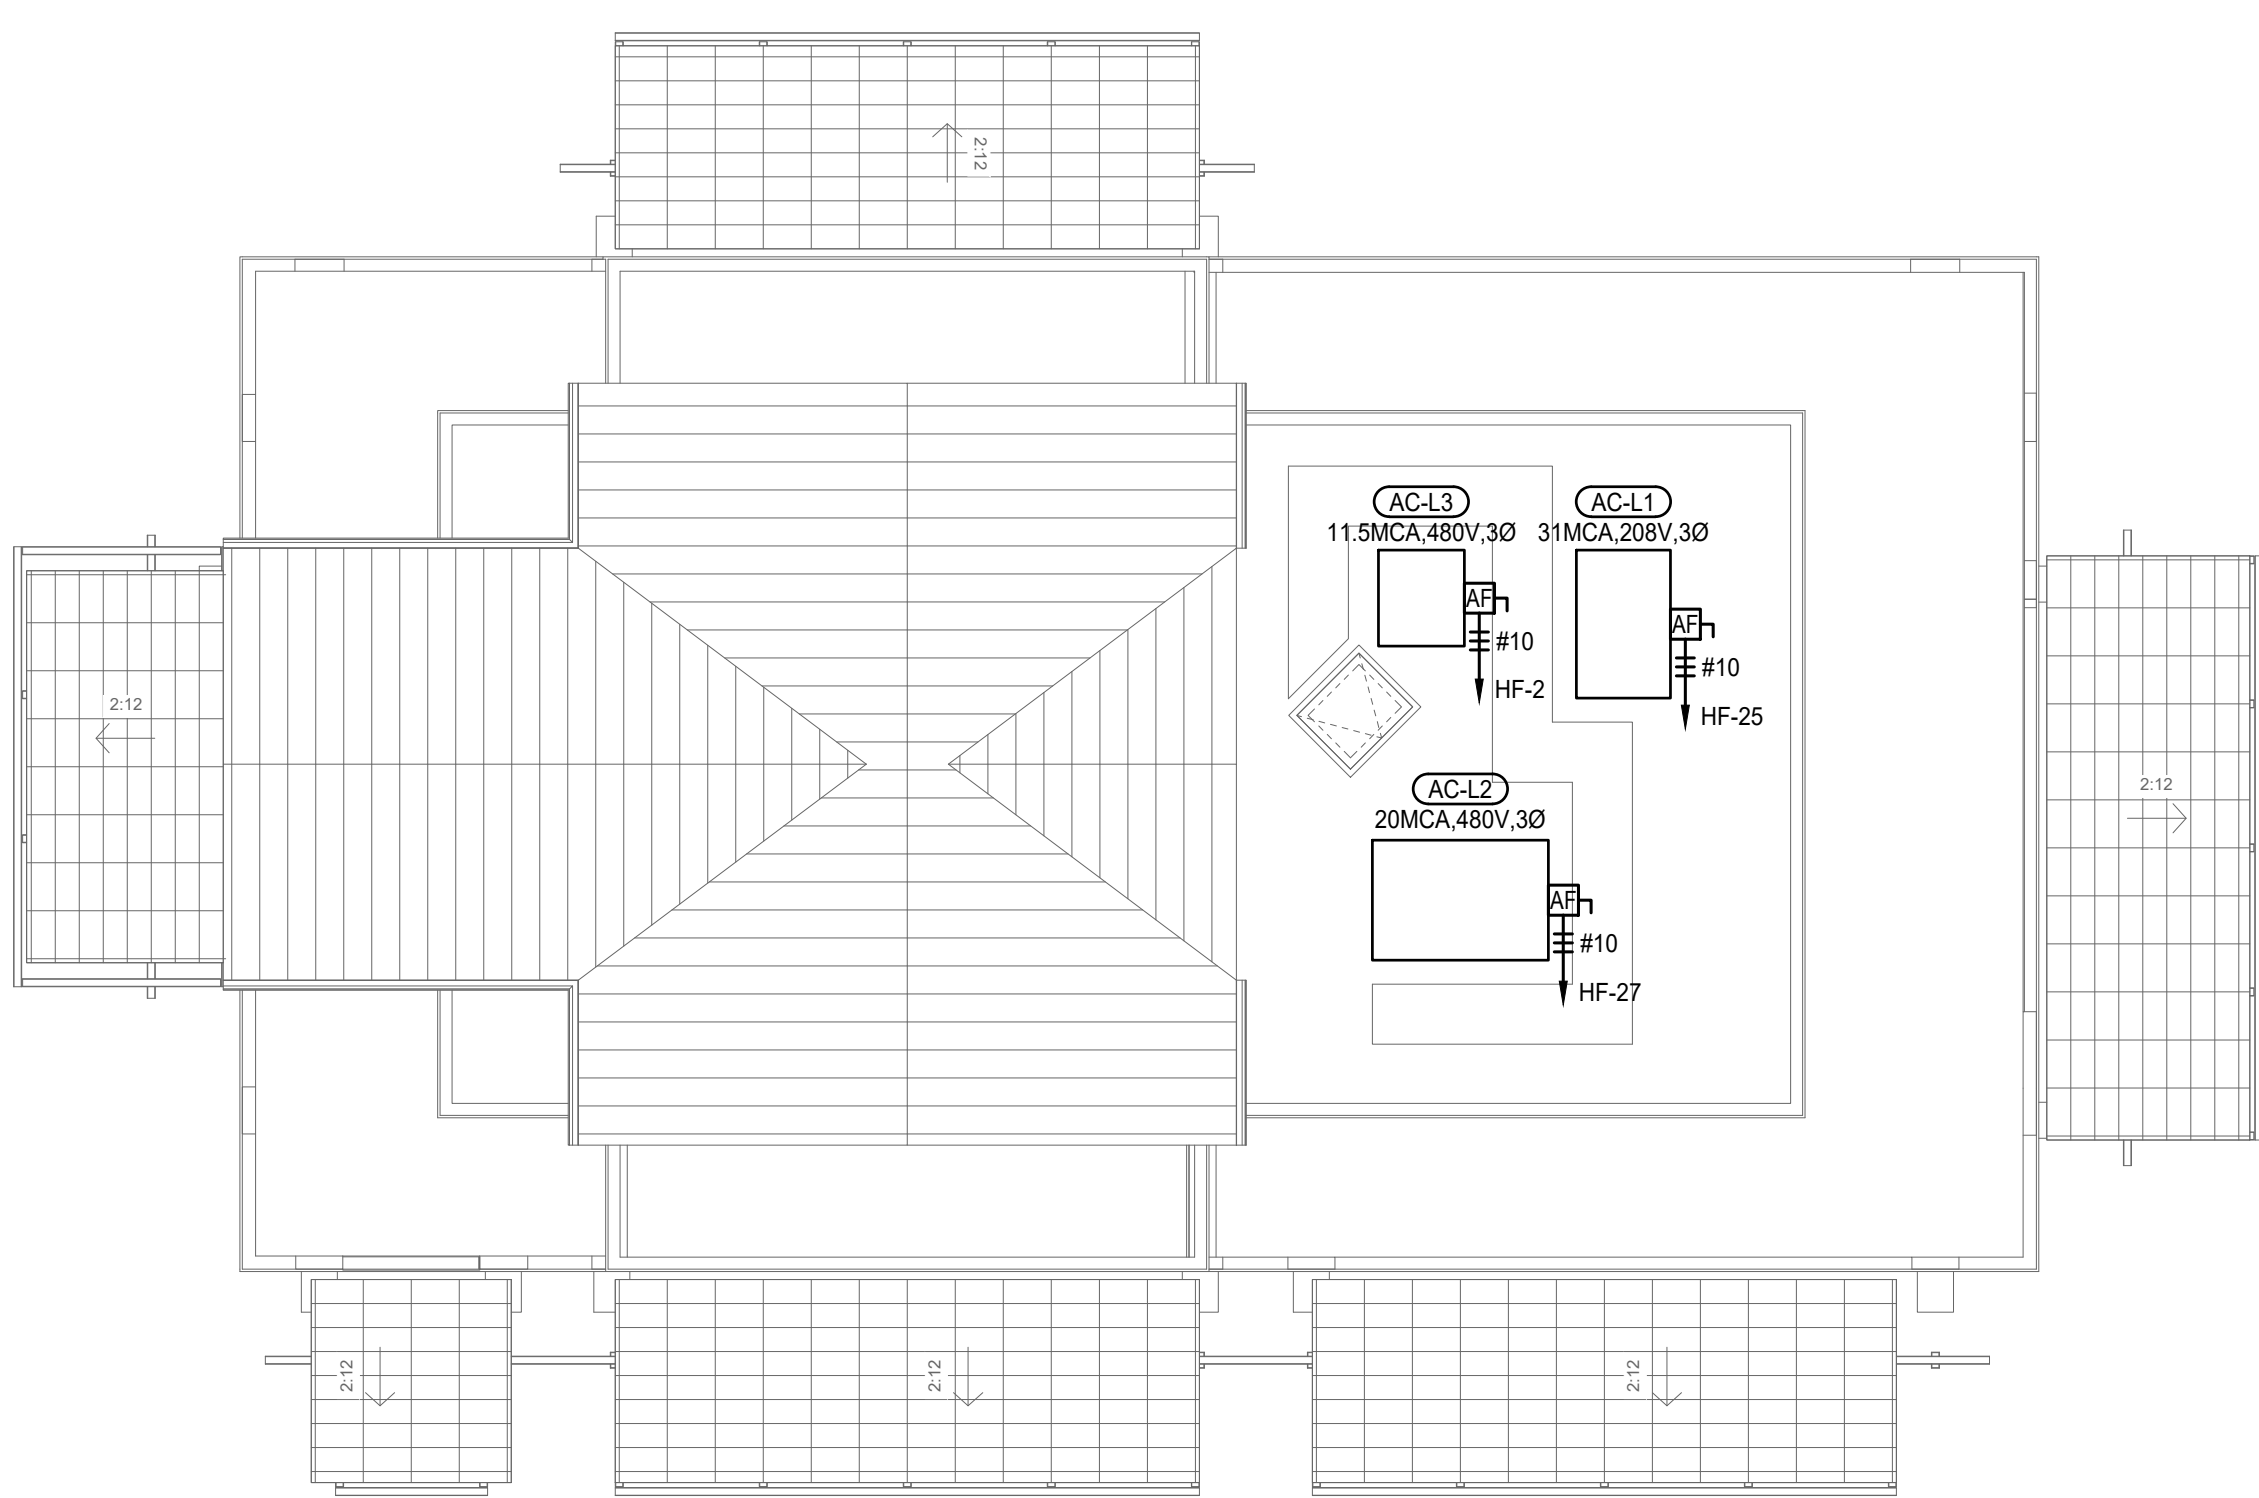 2:12
AC-L3
11.5MCA,480V,3Ø
AF
#10
HF-2
AC-L1
31MCA,208V,3Ø
AF
#10
HF-25
2:12
AC-L2
20MCA,480V,3Ø
AF
#10
HF-27
2:12
2:12
2:12
2:12